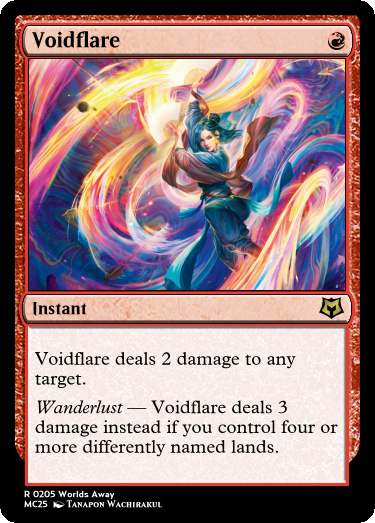 Voidflare
Instant
Voidflare deals 2 damage to any
target.
Wanderlust — Voidflare deals 3
damage instead if you control four or
more differently named lands.
R 0205 Worlds Away
MC25 Tanapon Wachirakul